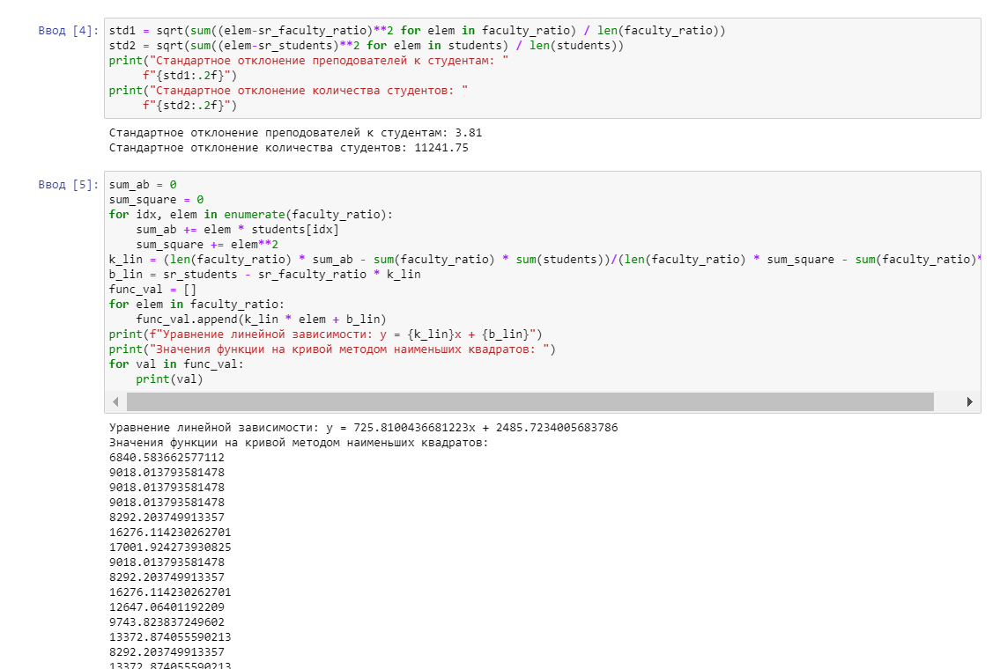 Ввод [4]: std1 = sqrt(sum((elem-sr_faculty_ratio)**2 for elem in faculty_ratio) / len(faculty_ratio))
std2 = sqrt(sum((elem-sr_students)**2 for elem in students) / len(students))
print("Стандартное отклонение преподователей к студентам: "
     f"{std1:.2f}")
print("Стандартное отклонение количества студентов: "
     f"{std2:.2f}")
Стандартное отклонение преподователей к студентам: 3.81
Стандартное отклонение количества студентов: 11241.75
Ввод [5]: sum_ab = 0
sum_square = 0
for idx, elem in enumerate(faculty_ratio):
    sum_ab += elem * students[idx]
    sum_square += elem**2
k_lin = (len(faculty_ratio) * sum_ab - sum(faculty_ratio) * sum(students))/(len(faculty_ratio) * sum_square - sum(faculty_ratio)*
b_lin = sr_students - sr_faculty_ratio * k_lin
func_val = []
for elem in faculty_ratio:
    func_val.append(k_lin * elem + b_lin)
print(f"Уравнение линейной зависимости: y = {k_lin}x + {b_lin}")
print("Значения функции на кривой методом наименьших квадратов: ")
for val in func_val:
    print(val)
Уравнение линейной зависимости: y = 725.8100436681223x + 2485.7234005683786
Значения функции на кривой методом наименьших квадратов:
6840.583662577112
9018.013793581478
9018.013793581478
9018.013793581478
8292.203749913357
16276.114230262701
17001.924273930825
9018.013793581478
8292.203749913357
16276.114230262701
12647.06401192209
9743.823837249602
13372.874055590213
8292.203749913357
13372.874055590213